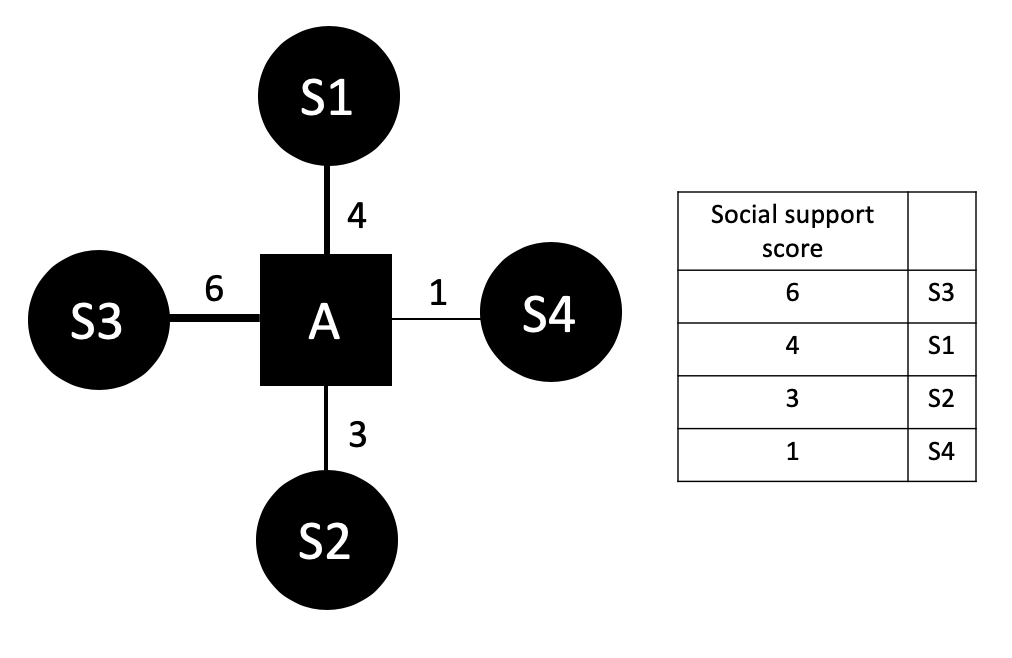 S1
4
S3
6
A
1
S4
3
S2
Social support
score
6 S3
4 S1
3 S2
1 S4